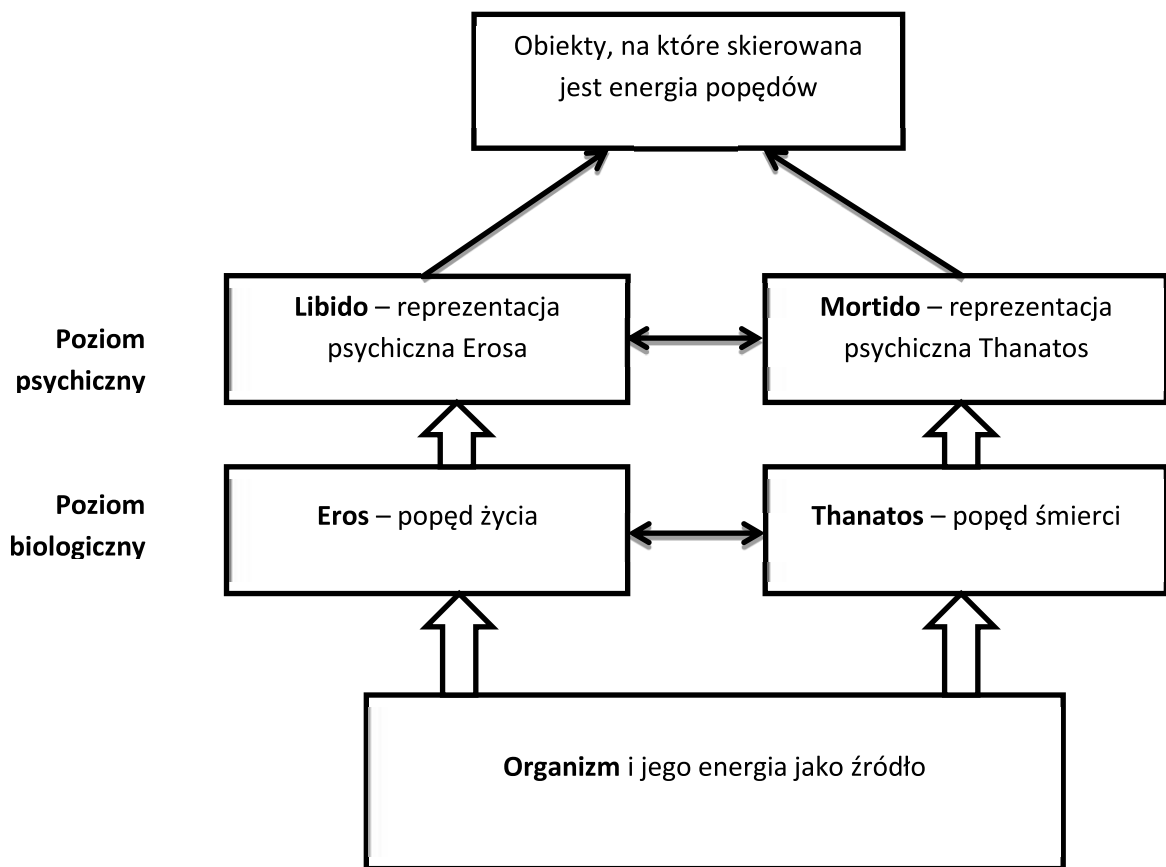 Obiekty, na które skierowana
jest energia popędów
Libido – reprezentacja
psychiczna Erosa
Mortido – reprezentacja
psychiczna Thanatos
Poziom
psychiczny
Poziom
biologiczny
Eros – popęd życia
Thanatos – popęd śmierci
Organizm i jego energia jako źródło